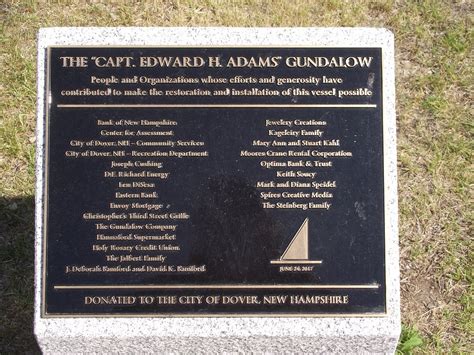 THE "CAPT. EDWARD H. ADAMS" GUNDALOW
People and Organizations whose efforts and generosity have
contributed to make the restoration and installation of this vessel possible
Bank of New Hampshire
Center for Assessment
City of Dover, NH – Community Services
City of Dover, NH – Recreation Department
Joseph Cushing
D.F. Richard Energy
Len DiSesa
Eastern Bank
Envoy Mortgage
Christopher's Third Street Grille
The Gundalow Company
Hannaford Supermarket
Holy Rosary Credit Union
The Jalbert Family
J. Deborah Bamford and David K. Bamford
Jewelery Creations
Kageleiry Family
Mary Ann and Stuart Kahl
Moores Crane Rental Corporation
Optima Bank & Trust
Keith Soucy
Mark and Diana Speidel
Spires Creative Media
The Steinberg Family
JUNE 24, 2017
DONATED TO THE CITY OF DOVER, NEW HAMPSHIRE